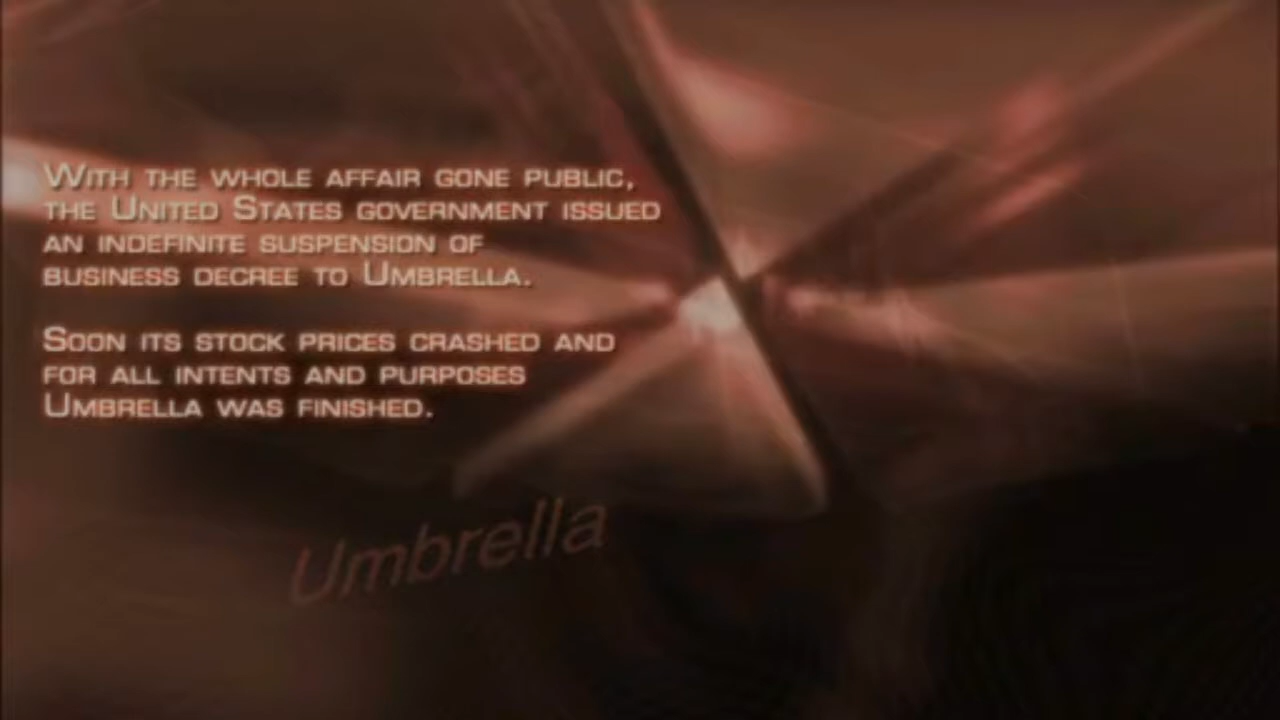 With the whole affair gone public,
the United States government issued
an indefinite suspension of
business decree to Umbrella.
Soon its stock prices crashed and
for all intents and purposes
Umbrella was finished.
Umbrella